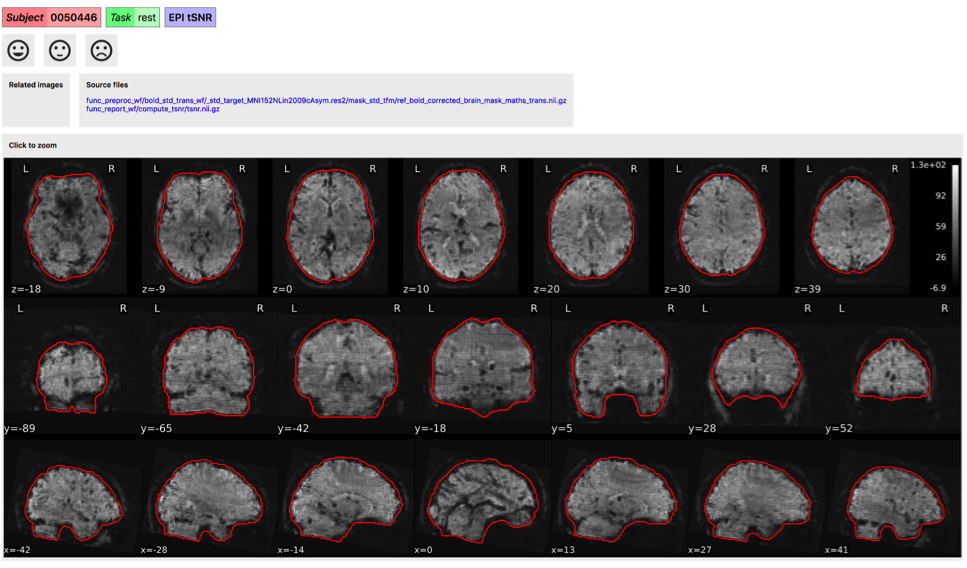 Subject 0050446 Task rest EPI tSNR
Related images
Source files
func_preproc_wf/bold_std_trans_wf/_std_target_MNI152NLin2009cAsym.res2/mask_std_tfm/ref_bold_corrected_brain_mask_maths_trans.nii.gz
func_report_wf/compute_tsnr/tsnr.nii.gz
Click to zoom
L R L R L R L R L R L R L R 1.3e+02
92
59
26
-6.9
z=-18 z=-9 z=0 z=10 z=20 z=30 z=39
L R L R L R L R L R L R L R
y=-89 y=-65 y=-42 y=-18 y=5 y=28 y=52
x=-42 x=-28 x=-14 x=0 x=13 x=27 x=41